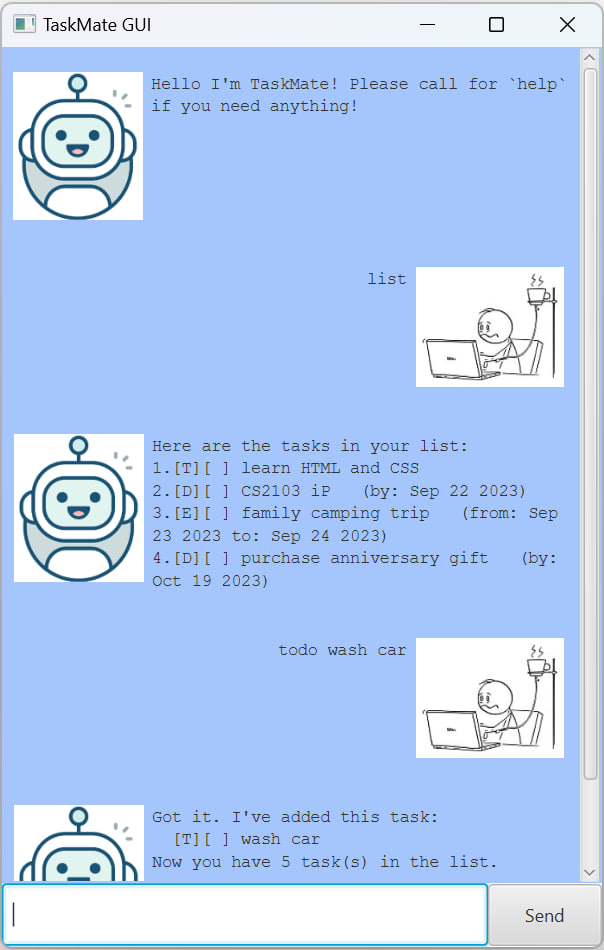 TaskMate GUI
Hello I'm TaskMate! Please call for `help`
if you need anything!
list
Here are the tasks in your list:
1.[T][ ] learn HTML and CSS
2.[D][ ] CS2103 iP   (by: Sep 22 2023)
3.[E][ ] family camping trip   (from: Sep
23 2023 to: Sep 24 2023)
4.[D][ ] purchase anniversary gift   (by:
Oct 19 2023)
todo wash car
Got it. I've added this task:
  [T][ ] wash car
Now you have 5 task(s) in the list.
Send